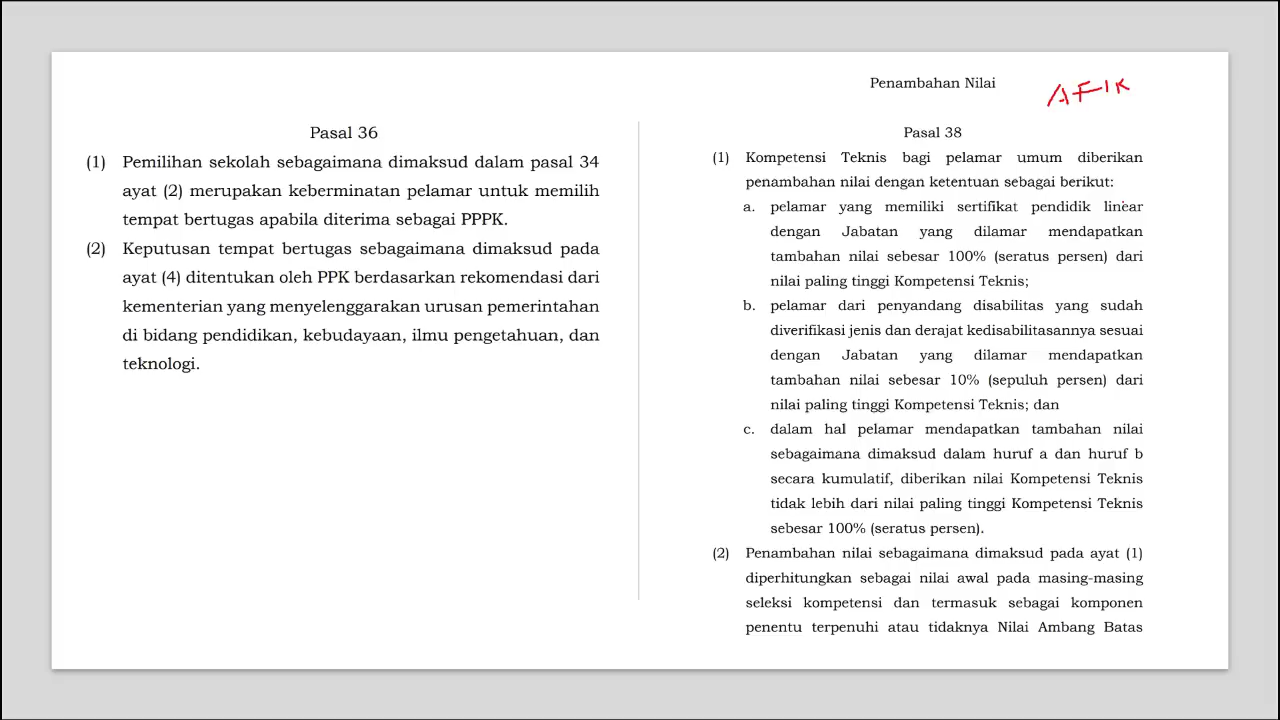 Pasal 36
(1) Pemilihan sekolah sebagaimana dimaksud dalam pasal 34
ayat (2) merupakan keberminatan pelamar untuk memilih
tempat bertugas apabila diterima sebagai PPPK.
(2) Keputusan tempat bertugas sebagaimana dimaksud pada
ayat (4) ditentukan oleh PPK berdasarkan rekomendasi dari
kementerian yang menyelenggarakan urusan pemerintahan
di bidang pendidikan, kebudayaan, ilmu pengetahuan, dan
teknologi.
Penambahan Nilai
AFIK
Pasal 38
(1) Kompetensi Teknis bagi pelamar umum diberikan
penambahan nilai dengan ketentuan sebagai berikut:
a. pelamar yang memiliki sertifikat pendidik linear
dengan Jabatan yang dilamar mendapatkan
tambahan nilai sebesar 100% (seratus persen) dari
nilai paling tinggi Kompetensi Teknis;
b. pelamar dari penyandang disabilitas yang sudah
diverifikasi jenis dan derajat kedisabilitasannya sesuai
dengan Jabatan yang dilamar mendapatkan
tambahan nilai sebesar 10% (sepuluh persen) dari
nilai paling tinggi Kompetensi Teknis; dan
c. dalam hal pelamar mendapatkan tambahan nilai
sebagaimana dimaksud dalam huruf a dan huruf b
secara kumulatif, diberikan nilai Kompetensi Teknis
tidak lebih dari nilai paling tinggi Kompetensi Teknis
sebesar 100% (seratus persen).
(2) Penambahan nilai sebagaimana dimaksud pada ayat (1)
diperhitungkan sebagai nilai awal pada masing-masing
seleksi kompetensi dan termasuk sebagai komponen
penentu terpenuhi atau tidaknya Nilai Ambang Batas